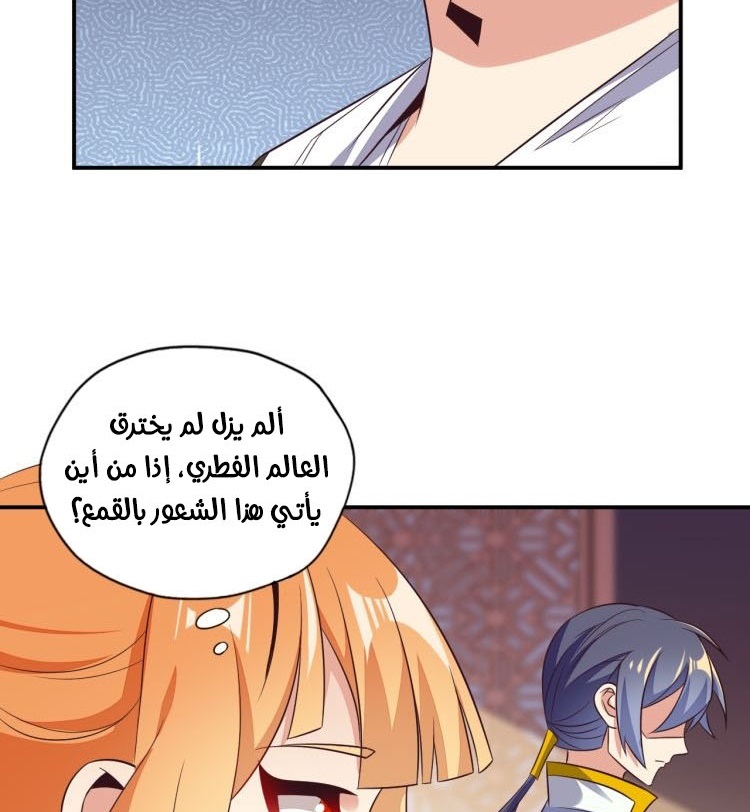 ألم يزل لم يخترق
العالم الفطري، إذا من أين
يأتي هذا الشعور بالقمع؟